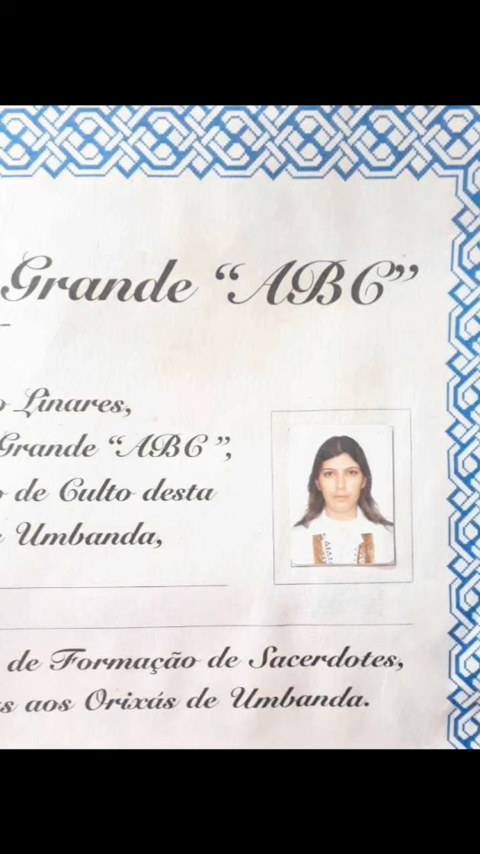 Grande “ABC”
o Linares,
Grande “ABC”,
o de Culto desta
e Umbanda,
de Formação de Sacerdotes,
s aos Orixás de Umbanda.